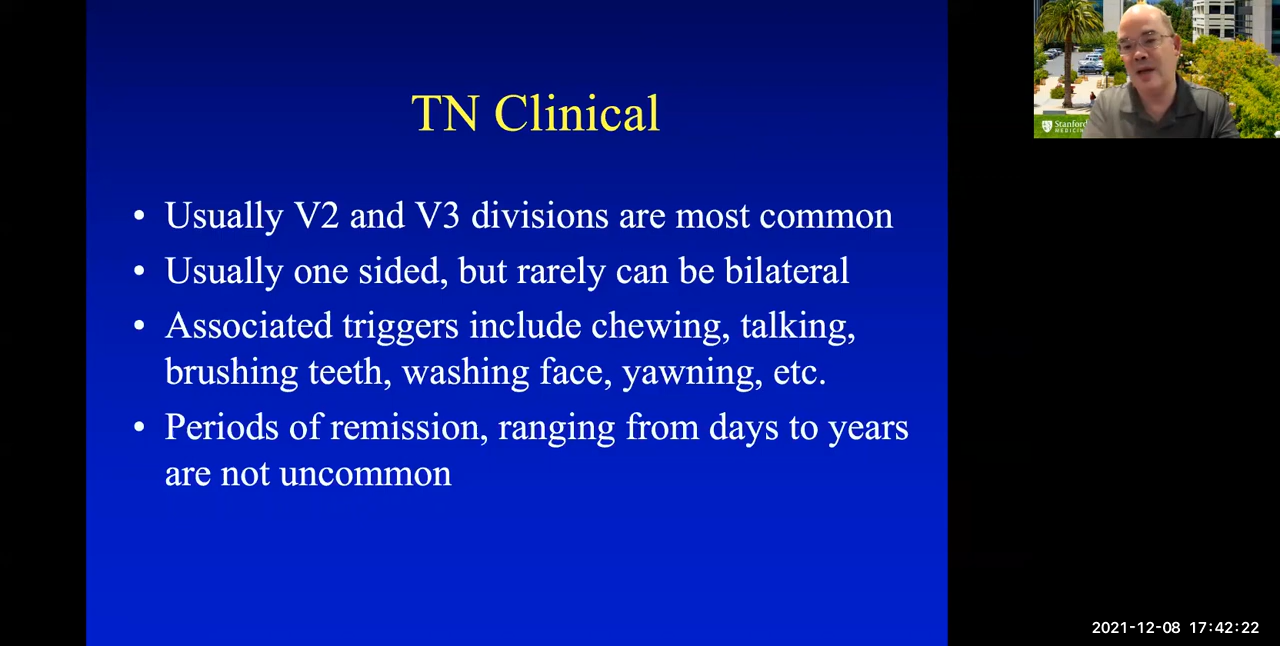 TN Clinical
• Usually V2 and V3 divisions are most common
• Usually one sided, but rarely can be bilateral
• Associated triggers include chewing, talking,
brushing teeth, washing face, yawning, etc.
• Periods of remission, ranging from days to years
are not uncommon
Stanford
MEDICINE
2021-12-08 17:42:22